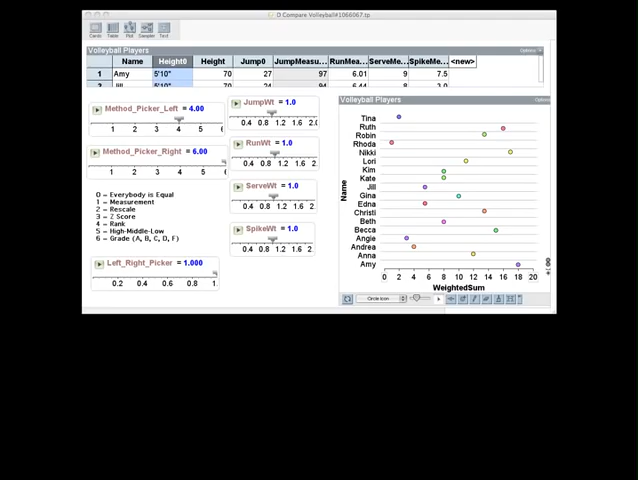 D Compare Volleyball#1066067.tp
Cards Table Plot Sampler Text
Volleyball Players Options
Name Height0 Height Jump0 JumpMeasu... RunMea... ServeMe... SpikeMe... <new>
1 Amy 5'10" 70 27 97 6.01 9 7.5
Method_Picker_Left = 4.00
1 2 3 4 5
Method_Picker_Right = 6.00
1 2 3 4 5
0 – Everybody is Equal
1 – Measurement
2 – Rescale
3 – Z Score
4 – Rank
5 – High-Middle-Low
6 – Grade (A, B, C, D, F)
Left_Right_Picker = 1.000
0.2 0.4 0.6 0.8 1.
JumpWt = 1.0
0.4 0.8 1.2 1.6 2.0
RunWt = 1.0
0.4 0.8 1.2 1.6 2.
ServeWt = 1.0
0.4 0.8 1.2 1.6 2.
SpikeWt = 1.0
0.4 0.8 1.2 1.6 2.
Volleyball Players Options
Name
Tina
Ruth
Robin
Rhoda
Nikki
Lori
Kim
Kate
Jill
Gina
Edna
Christi
Beth
Becca
Angie
Andrea
Anna
Amy
0 2 4 6 8 10 12 14 16 18 20
WeightedSum
Circle Icon